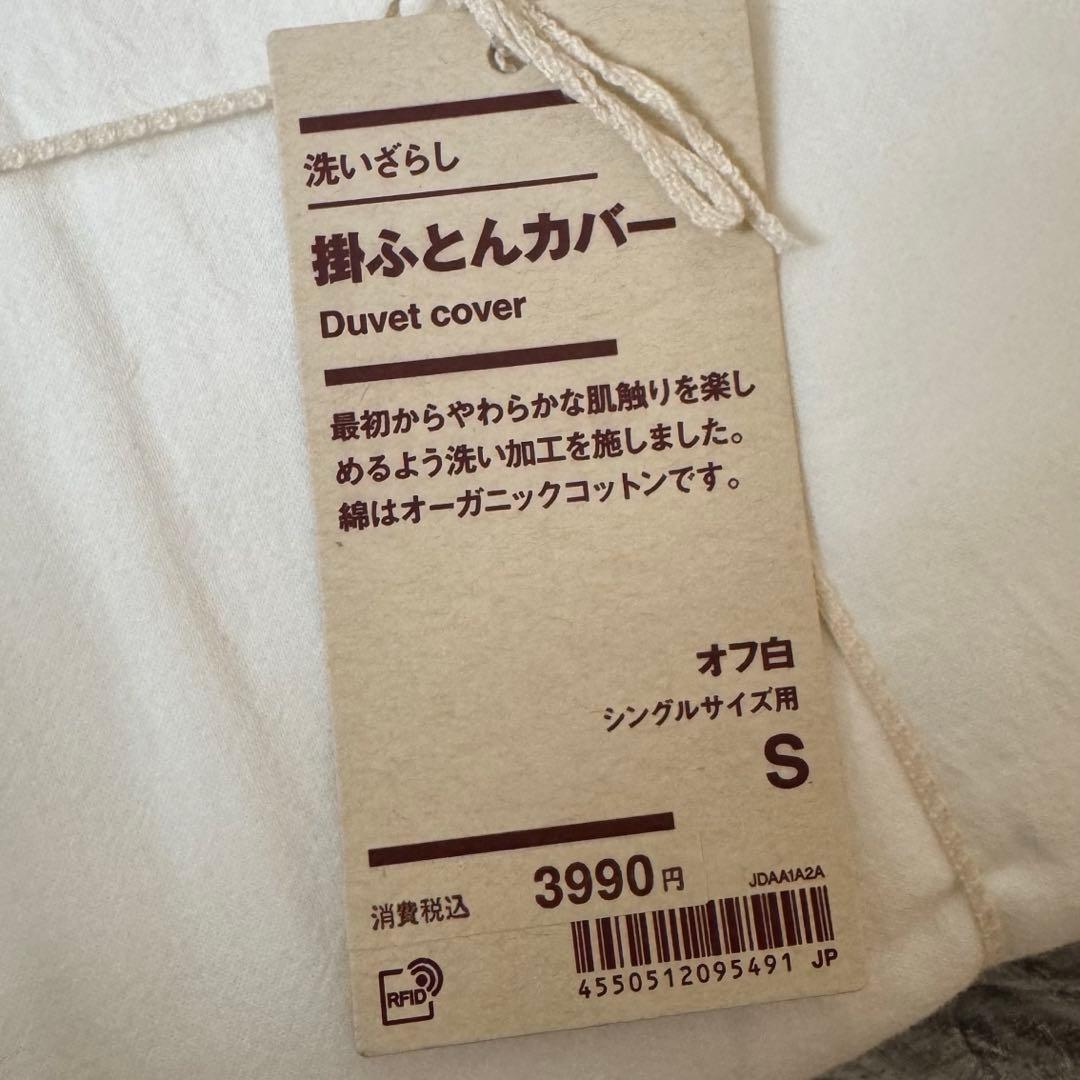 洗いざらし
掛ふとんカバー
Duvet cover
最初からやわらかな肌触りを楽し
めるよう洗い加工を施しました。
綿はオーガニックコットンです。
オフ白
シングルサイズ用
S
消費税込 3990円
JDAA1A2A
4550512095491 JP
RFID